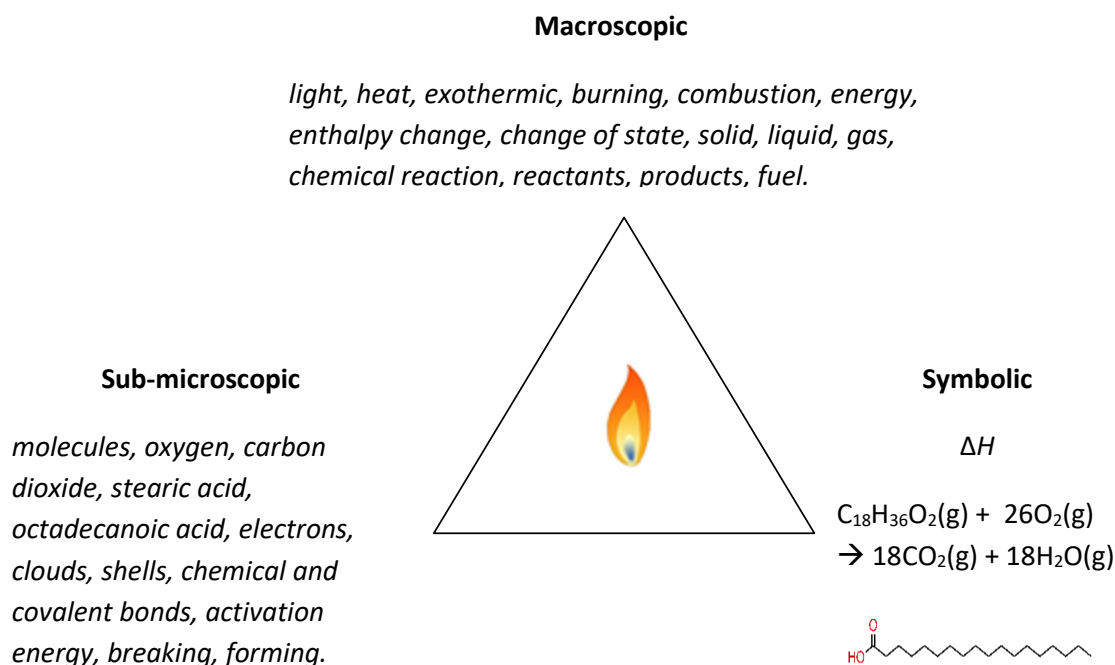 Macroscopic
light, heat, exothermic, burning, combustion, energy,
enthalpy change, change of state, solid, liquid, gas,
chemical reaction, reactants, products, fuel.
Sub-microscopic
molecules, oxygen, carbon
dioxide, stearic acid,
octadecanoic acid, electrons,
clouds, shells, chemical and
covalent bonds, activation
energy, breaking, forming.
Symbolic
ΔH
C₁₈H₃₆O₂(g) + 26O₂(g)
→ 18CO₂(g) + 18H₂O(g)
O
HO